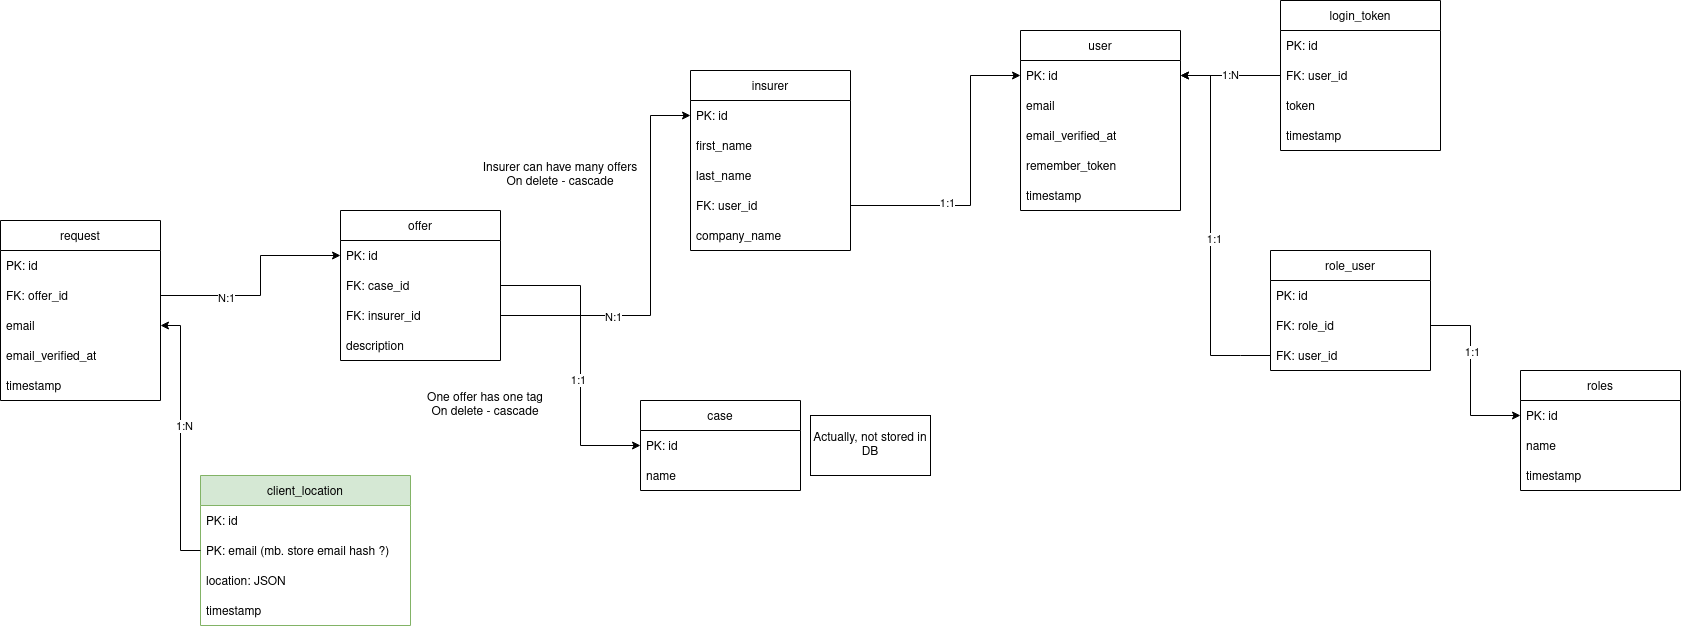 request
PK: id
FK: offer_id
email
email_verified_at
timestamp
N:1
1:N
client_location
PK: id
PK: email (mb. store email hash ?)
location: JSON
timestamp
offer
PK: id
FK: case_id
FK: insurer_id
description
Insurer can have many offers
On delete - cascade
N:1
1:1
One offer has one tag
On delete - cascade
case
PK: id
name
Actually, not stored in
DB
insurer
PK: id
first_name
last_name
FK: user_id
company_name
1:1
user
PK: id
email
email_verified_at
remember_token
timestamp
1:N
login_token
PK: id
FK: user_id
token
timestamp
1:1
role_user
PK: id
FK: role_id
FK: user_id
1:1
roles
PK: id
name
timestamp